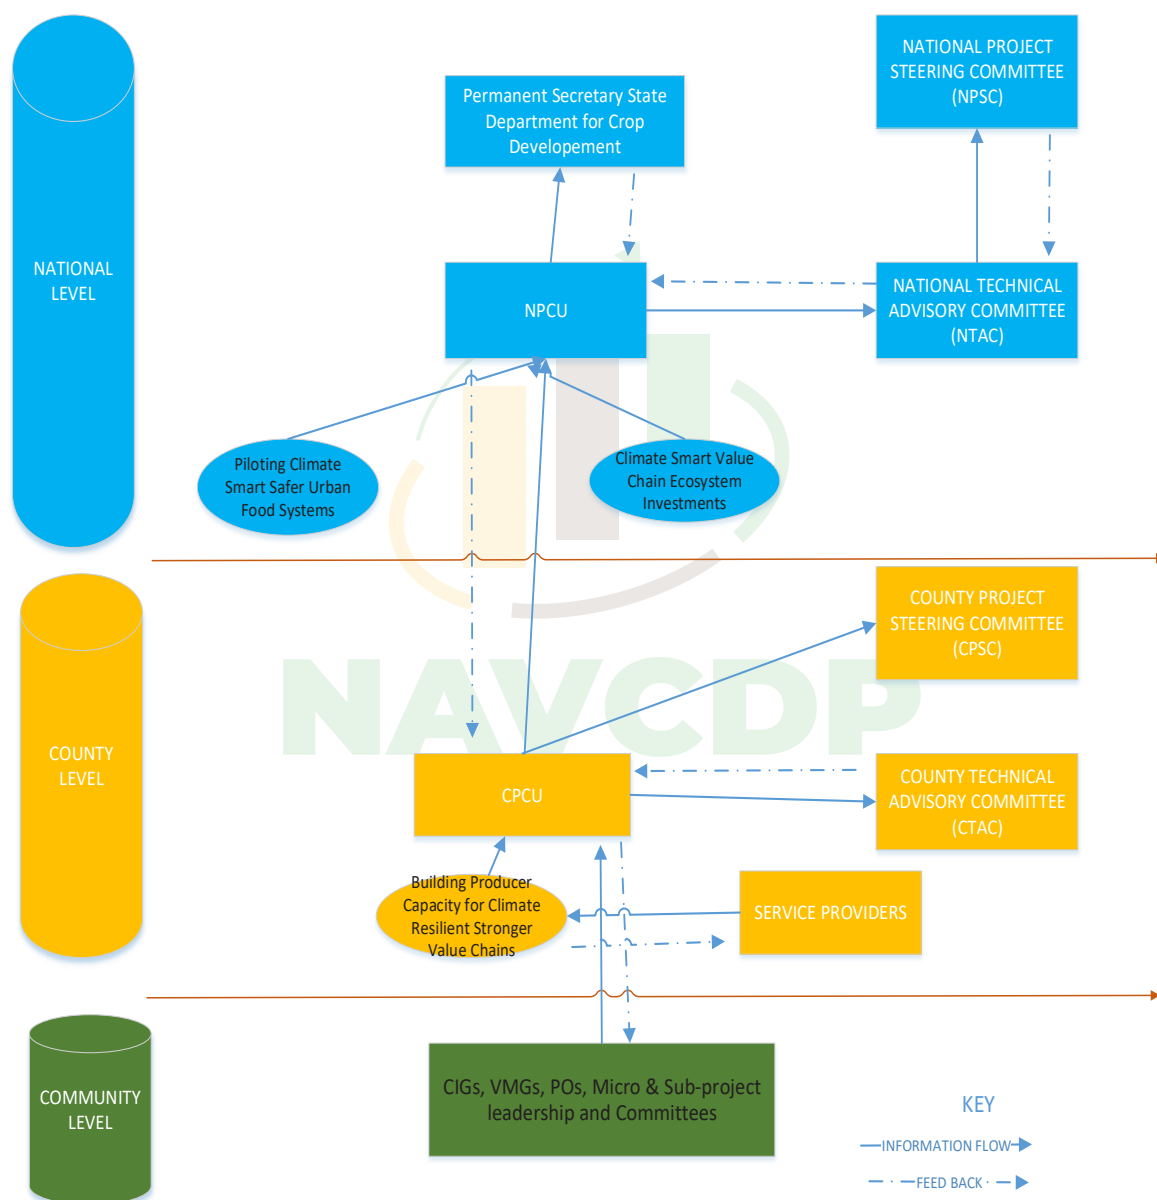 NATIONAL PROJECT
STEERING COMMITTEE
(NPSC)
Permanent Secretary State
Department for Crop
Developement
NATIONAL
LEVEL
NPCU
NATIONAL TECHNICAL
ADVISORY COMMITTEE
(NTAC)
Piloting Climate
Smart Safer Urban
Food Systems
Climate Smart Value
Chain Ecosystem
Investments
COUNTY PROJECT
STEERING COMMITTEE
(CPSC)
NAVCDP
COUNTY
LEVEL
CPCU
COUNTY TECHNICAL
ADVISORY COMMITTEE
(CTAC)
Building Producer
Capacity for Climate
Resilient Stronger
Value Chains
SERVICE PROVIDERS
COMMUNITY
LEVEL
CIGs, VMGs, POs, Micro & Sub-project
leadership and Committees
KEY
INFORMATION FLOW
FEED BACK